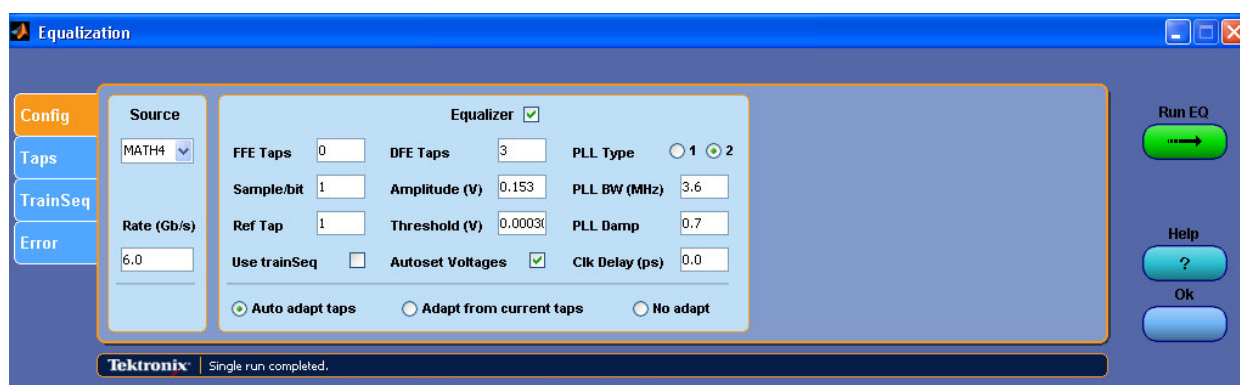 Equalization
Config
Taps
TrainSeq
Error
Source
MATH4
Rate (Gb/s)
6.0
Equalizer
FFE Taps 0 DFE Taps 3 PLL Type 1 2
Sample/bit 1 Amplitude (V) 0.153 PLL BW (MHz) 3.6
Ref Tap 1 Threshold (V) PLL Damp 0.7
Use trainSeq Autoset Voltages Clk Delay (ps) 0.0
Auto adapt taps Adapt from current taps No adapt
Run EQ
Help
?
Ok
Tektronix Single run completed.